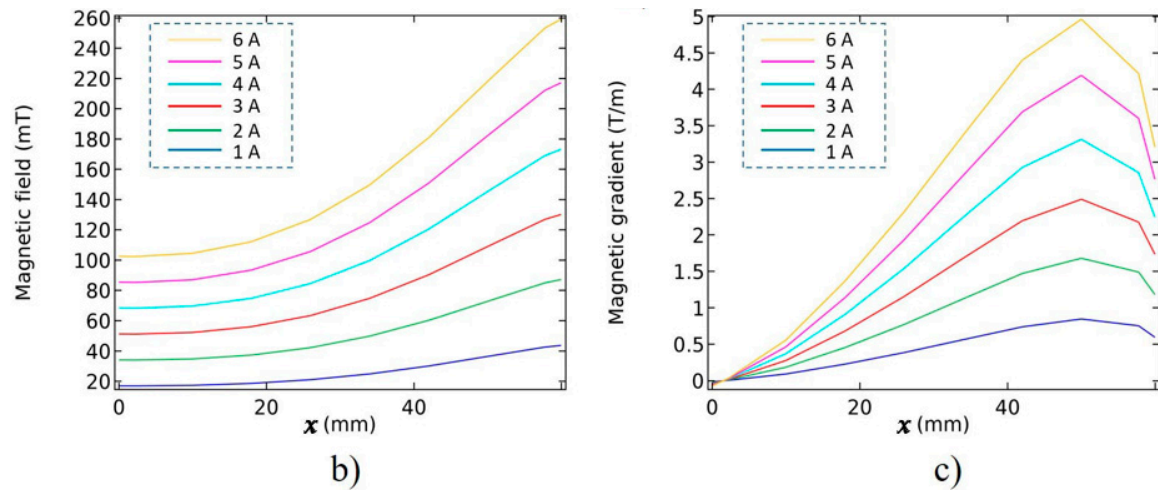 260
240
220
200
180
160
140
120
100
80
60
40
20
Magnetic field (mT)
6 A
5 A
4 A
3 A
2 A
1 A
0
20
40
x (mm)
b)
5
4.5
4
3.5
3
2.5
2
1.5
1
0.5
0
Magnetic gradient (T/m)
6 A
5 A
4 A
3 A
2 A
1 A
0
20
40
x (mm)
c)